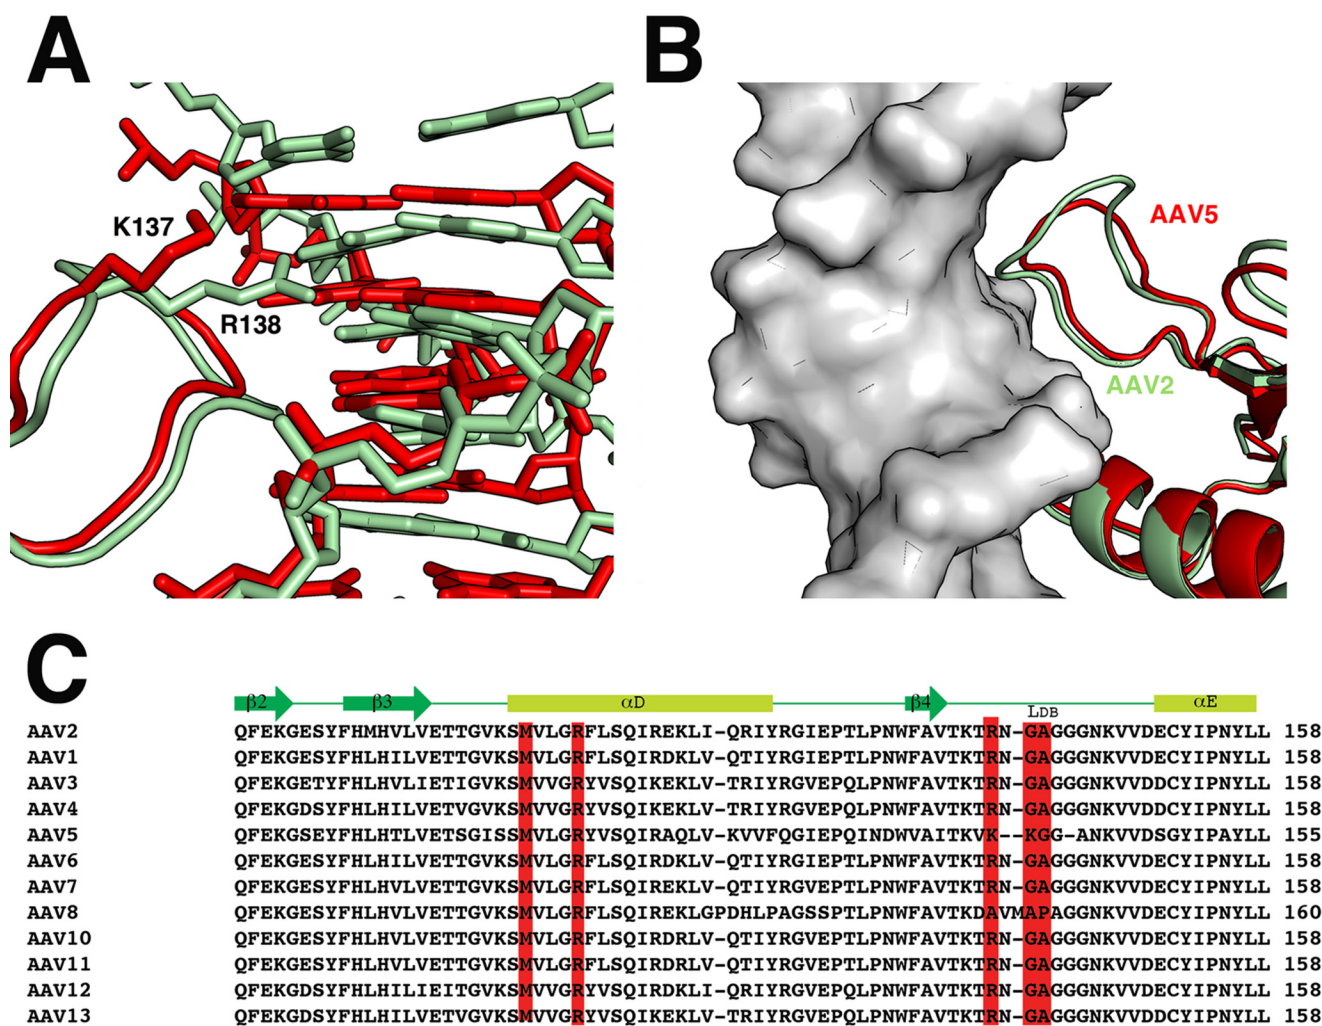 A
B
K137
R138
AAV5
AAV2
C
β2 β3 αD β4 LDB αE
AAV2 QFEKGESYFHMHVLVETTGVKSMVLGRFLSQIREKLI-QRIYRGIEPTLPNWFAVTKTRN-GAGGGNKVVDECYIPNYLL 158
AAV1 QFEKGESYFHLHILVETTGVKSMVLGRFLSQIRDKLV-QTIYRGIEPTLPNWFAVTKTRN-GAGGGNKVVDECYIPNYLL 158
AAV3 QFEKGETYFHLHVLIETTGVKSMVVGRYVSQIKEKLV-TRIYRGVEPQLPNWFAVTKTRN-GAGGGNKVVDDCYIPNYLL 158
AAV4 QFEKGDSYFHLHILVETVGVKSMVVGRYVSQIKEKLV-TRIYRGVEPQLPNWFAVTKTRN-GAGGGNKVVDDCYIPNYLL 158
AAV5 QFEKGSEYFHLHTLVETSGISSMVLGRYVSQIRAQLV-KVVFQGIEPQINDWVAITKVK--KGG-ANKVVDSGYIPAYLL 155
AAV6 QFEKGESYFHLHILVETTGVKSMVLGRFLSQIRDKLV-QTIYRGIEPTLPNWFAVTKTRN-GAGGGNKVVDECYIPNYLL 158
AAV7 QFEKGESYFHLHVLVETTGVKSMVLGRFLSQIREKLV-QTIYRGVEPTLPNWFAVTKTRN-GAGGGNKVVDECYIPNYLL 158
AAV8 QFEKGESYFHLHVLVETTGVKSMVLGRFLSQIREKLGPDHLPAGSSPTLPNWFAVTKDAVMAPAGGNKVVDECYIPNYLL 160
AAV10 QFEKGESYFHLHVLVETTGVKSMVLGRFLSQIRDRLV-QTIYRGVEPTLPNWFAVTKTRN-GAGGGNKVVDECYIPNYLL 158
AAV11 QFEKGESYFHLHVLVETTGVKSMVLGRFLSQIRDKLV-QTIYRGVEPTLPNWFAVTKTRN-GAGGGNKVVDECYIPNYLL 158
AAV12 QFEKGDSYFHLHVLIEITGVKSMVVGRYVSQIRDKLI-QRIYRGVEPQLPNWFAVTKTRN-GAGGGNKVVDECYIPNYLL 158
AAV13 QFEKGDSYFHLHILVETVGVKSMVVGRYVSQIKEKLV-TRIYRGVEPQLPNWFAVTKTRN-GAGGGNKVVDDCYIPNYLL 158